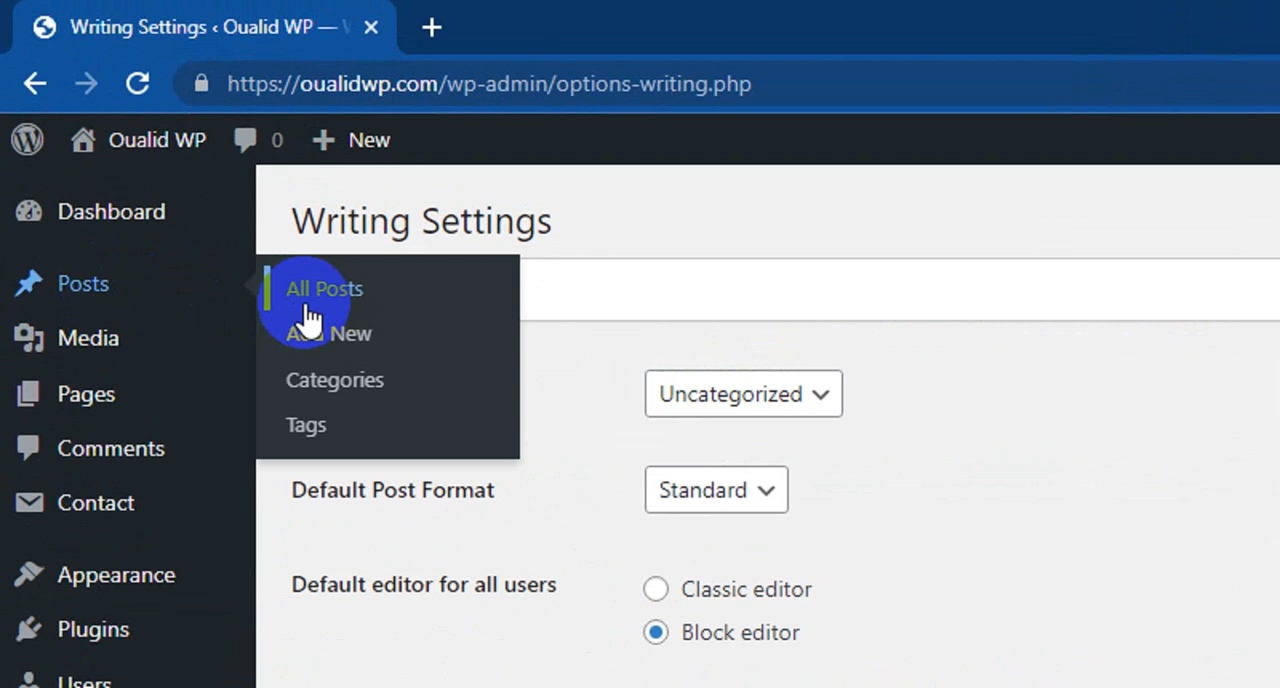 Writing Settings ‹ Oualid WP —
https://oualidwp.com/wp-admin/options-writing.php
Oualid WP 0 New
Dashboard
Writing Settings
Posts
All Posts
Add New
Categories
Tags
Media
Pages
Comments
Contact
Appearance
Plugins
Users
Uncategorized
Default Post Format Standard
Default editor for all users Classic editor
Block editor